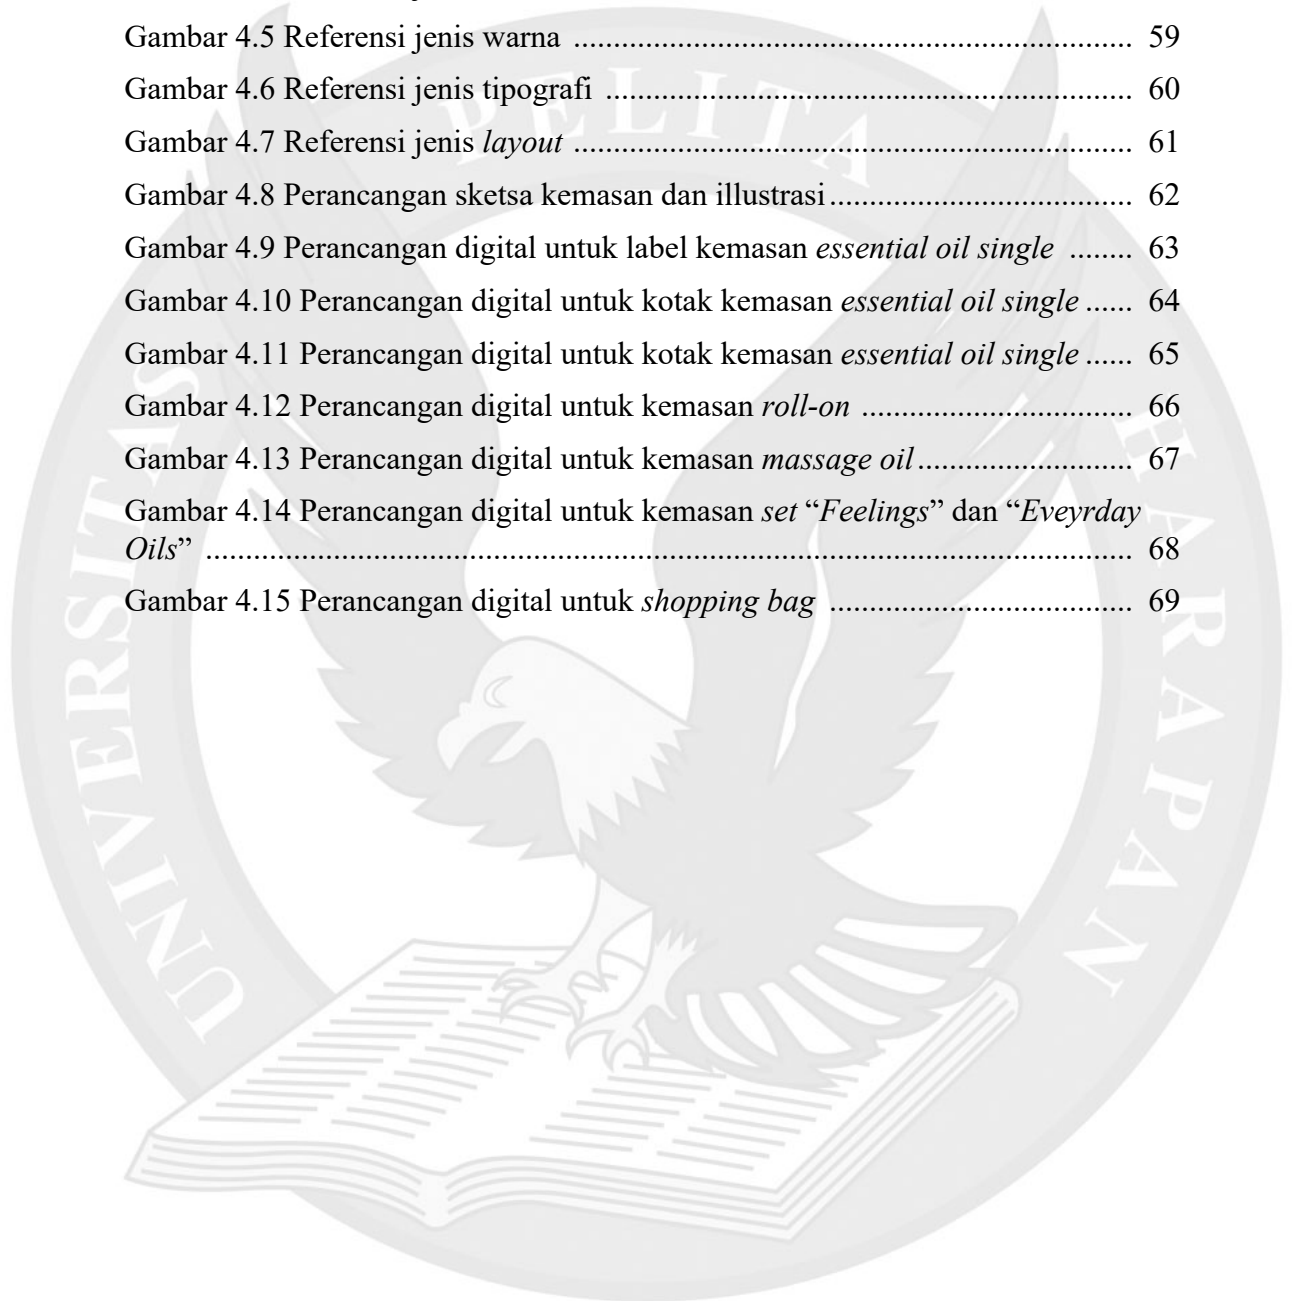 Gambar 4.5 Referensi jenis warna ..................................................................... 59
Gambar 4.6 Referensi jenis tipografi ................................................................. 60
Gambar 4.7 Referensi jenis layout ..................................................................... 61
Gambar 4.8 Perancangan sketsa kemasan dan illustrasi ..................................... 62
Gambar 4.9 Perancangan digital untuk label kemasan essential oil single ........ 63
Gambar 4.10 Perancangan digital untuk kotak kemasan essential oil single ...... 64
Gambar 4.11 Perancangan digital untuk kotak kemasan essential oil single ...... 65
Gambar 4.12 Perancangan digital untuk kemasan roll-on ................................. 66
Gambar 4.13 Perancangan digital untuk kemasan massage oil .......................... 67
Gambar 4.14 Perancangan digital untuk kemasan set “Feelings” dan “Eveyrday
Oils” .................................................................................................................. 68
Gambar 4.15 Perancangan digital untuk shopping bag ..................................... 69
UNIVERSITAS PELITA HARAPAN